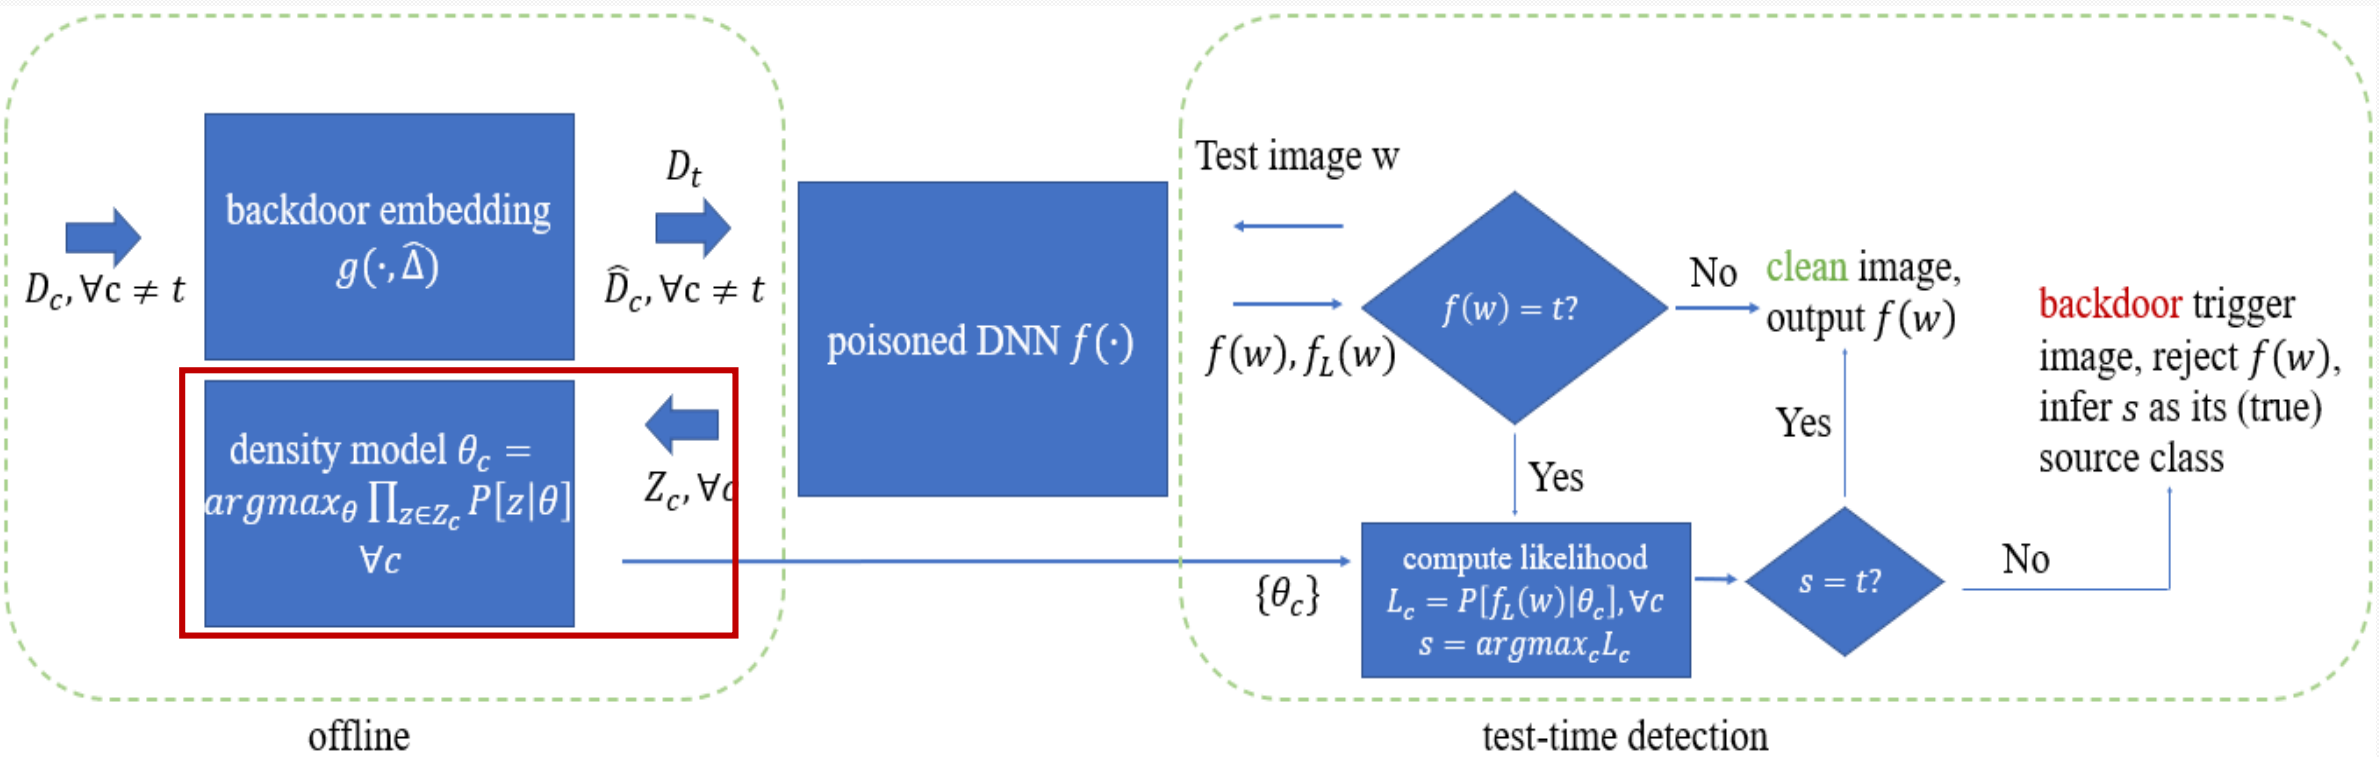 backdoor embedding
g(·, Δ̂)
D_c, ∀c ≠ t
D_t
D̂_c, ∀c ≠ t
density model θ_c =
argmax_θ ∏_{z∈Z_c} P[z|θ]
∀c
Z_c, ∀c
offline
poisoned DNN f(·)
Test image w
f(w), f_L(w)
f(w) = t?
No
clean image,
output f(w)
Yes
{θ_c}
compute likelihood
L_c = P[f_L(w)|θ_c], ∀c
s = argmax_c L_c
s = t?
Yes
No
backdoor trigger
image, reject f(w),
infer s as its (true)
source class
test-time detection